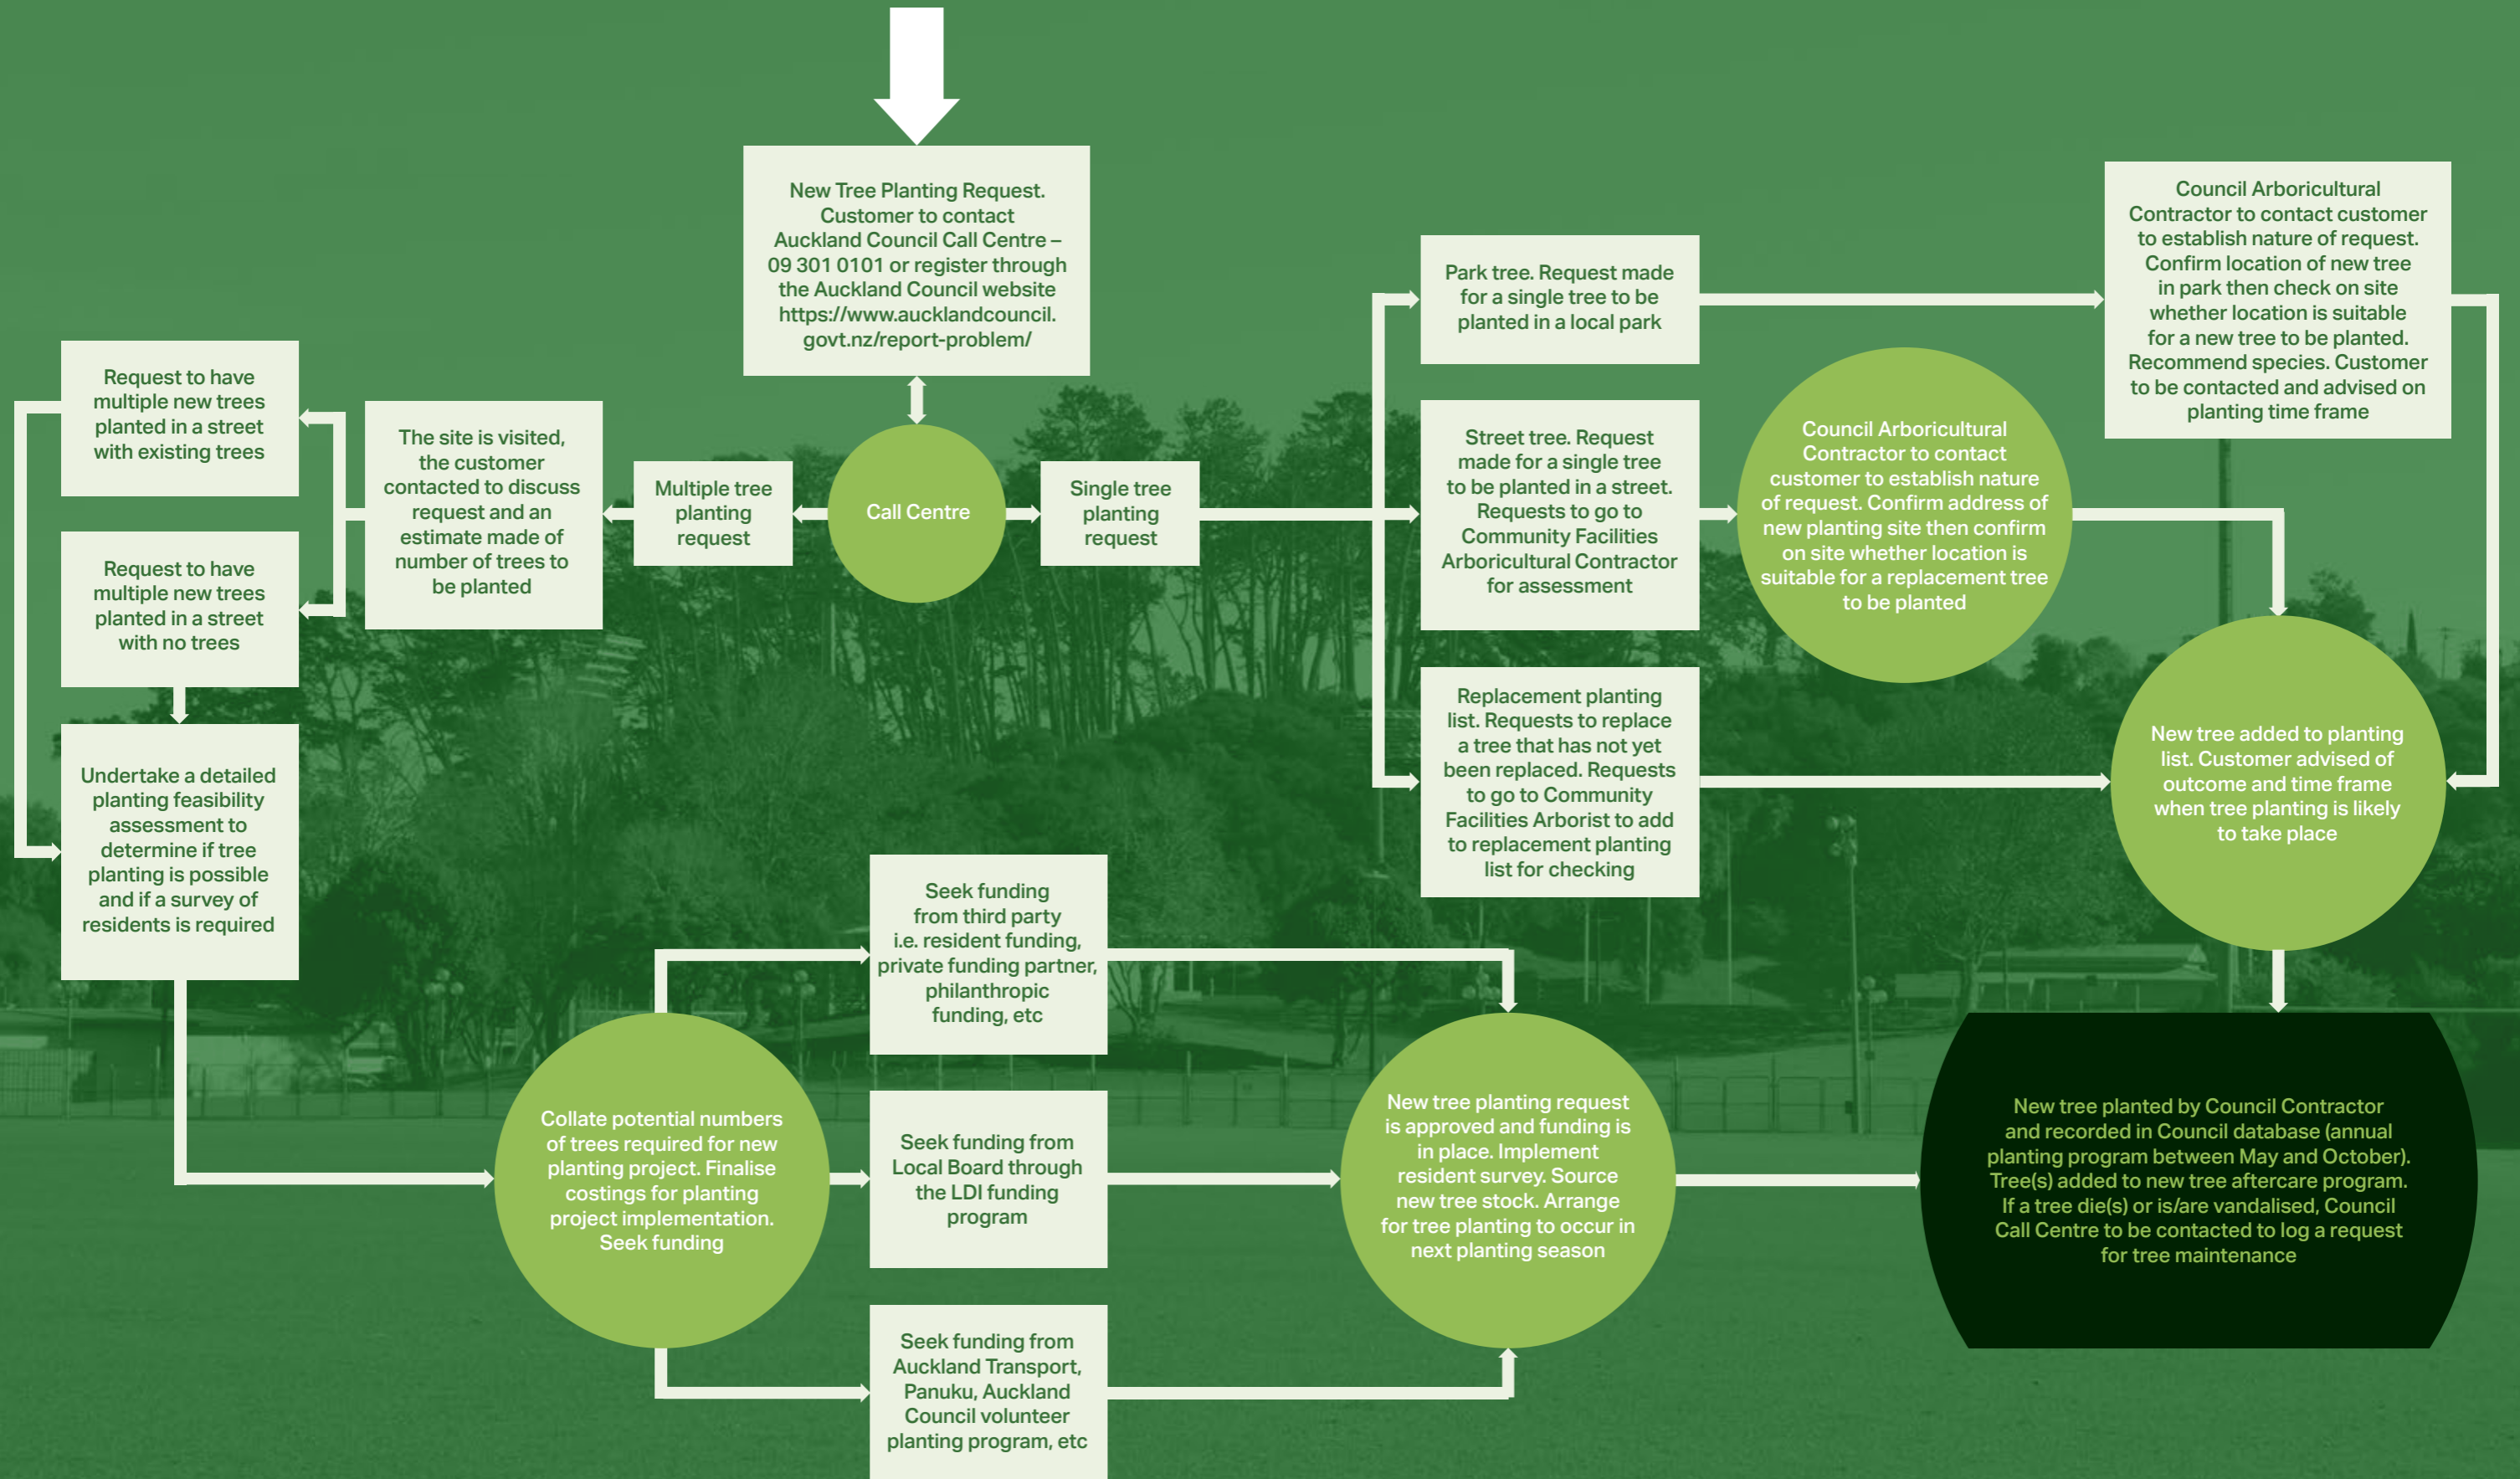 New Tree Planting Request.
Customer to contact
Auckland Council Call Centre –
09 301 0101 or register through
the Auckland Council website
https://www.aucklandcouncil.
govt.nz/report-problem/
Call Centre
Multiple tree
planting
request
The site is visited,
the customer
contacted to discuss
request and an
estimate made of
number of trees to
be planted
Request to have
multiple new trees
planted in a street
with existing trees
Request to have
multiple new trees
planted in a street
with no trees
Undertake a detailed
planting feasibility
assessment to
determine if tree
planting is possible
and if a survey of
residents is required
Collate potential numbers
of trees required for new
planting project. Finalise
costings for planting
project implementation.
Seek funding
Seek funding
from third party
i.e. resident funding,
private funding partner,
philanthropic
funding, etc
Seek funding from
Local Board through
the LDI funding
program
Seek funding from
Auckland Transport,
Panuku, Auckland
Council volunteer
planting program, etc
New tree planting request
is approved and funding is
in place. Implement
resident survey. Source
new tree stock. Arrange
for tree planting to occur in
next planting season
Single tree
planting
request
Park tree. Request made
for a single tree to be
planted in a local park
Street tree. Request
made for a single tree
to be planted in a street.
Requests to go to
Community Facilities
Arboricultural Contractor
for assessment
Replacement planting
list. Requests to replace
a tree that has not yet
been replaced. Requests
to go to Community
Facilities Arborist to add
to replacement planting
list for checking
Council Arboricultural
Contractor to contact
customer to establish nature
of request. Confirm address of
new planting site then confirm
on site whether location is
suitable for a replacement tree
to be planted
Council Arboricultural
Contractor to contact customer
to establish nature of request.
Confirm location of new tree
in park then check on site
whether location is suitable
for a new tree to be planted.
Recommend species. Customer
to be contacted and advised on
planting time frame
New tree added to planting
list. Customer advised of
outcome and time frame
when tree planting is likely
to take place
New tree planted by Council Contractor
and recorded in Council database (annual
planting program between May and October).
Tree(s) added to new tree aftercare program.
If a tree die(s) or is/are vandalised, Council
Call Centre to be contacted to log a request
for tree maintenance